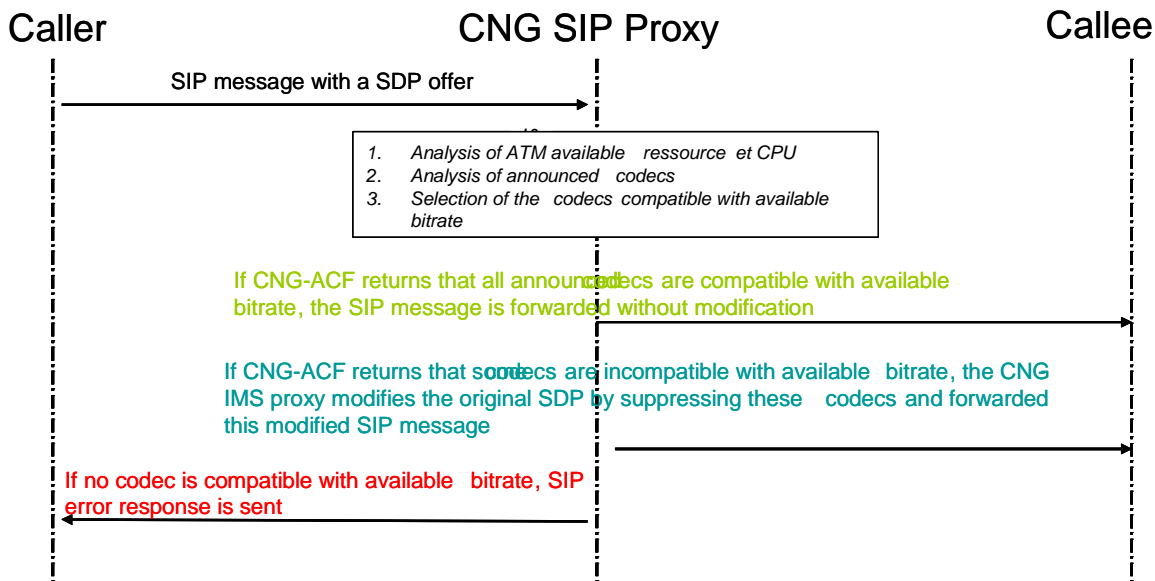 Caller CNG SIP Proxy Callee
SIP message with a SDP offer
1. Analysis of ATM available ressource et CPU
2. Analysis of announced codecs
3. Selection of the codecs compatible with available
bitrate
If CNG-ACF returns that all announced codecs are compatible with available
bitrate, the SIP message is forwarded without modification
If CNG-ACF returns that some codecs are incompatible with available bitrate, the CNG-
IMS proxy modifies the original SDP by suppressing these codecs and forwarded
this modified SIP message
If no codec is compatible with available bitrate, SIP
error response is sent